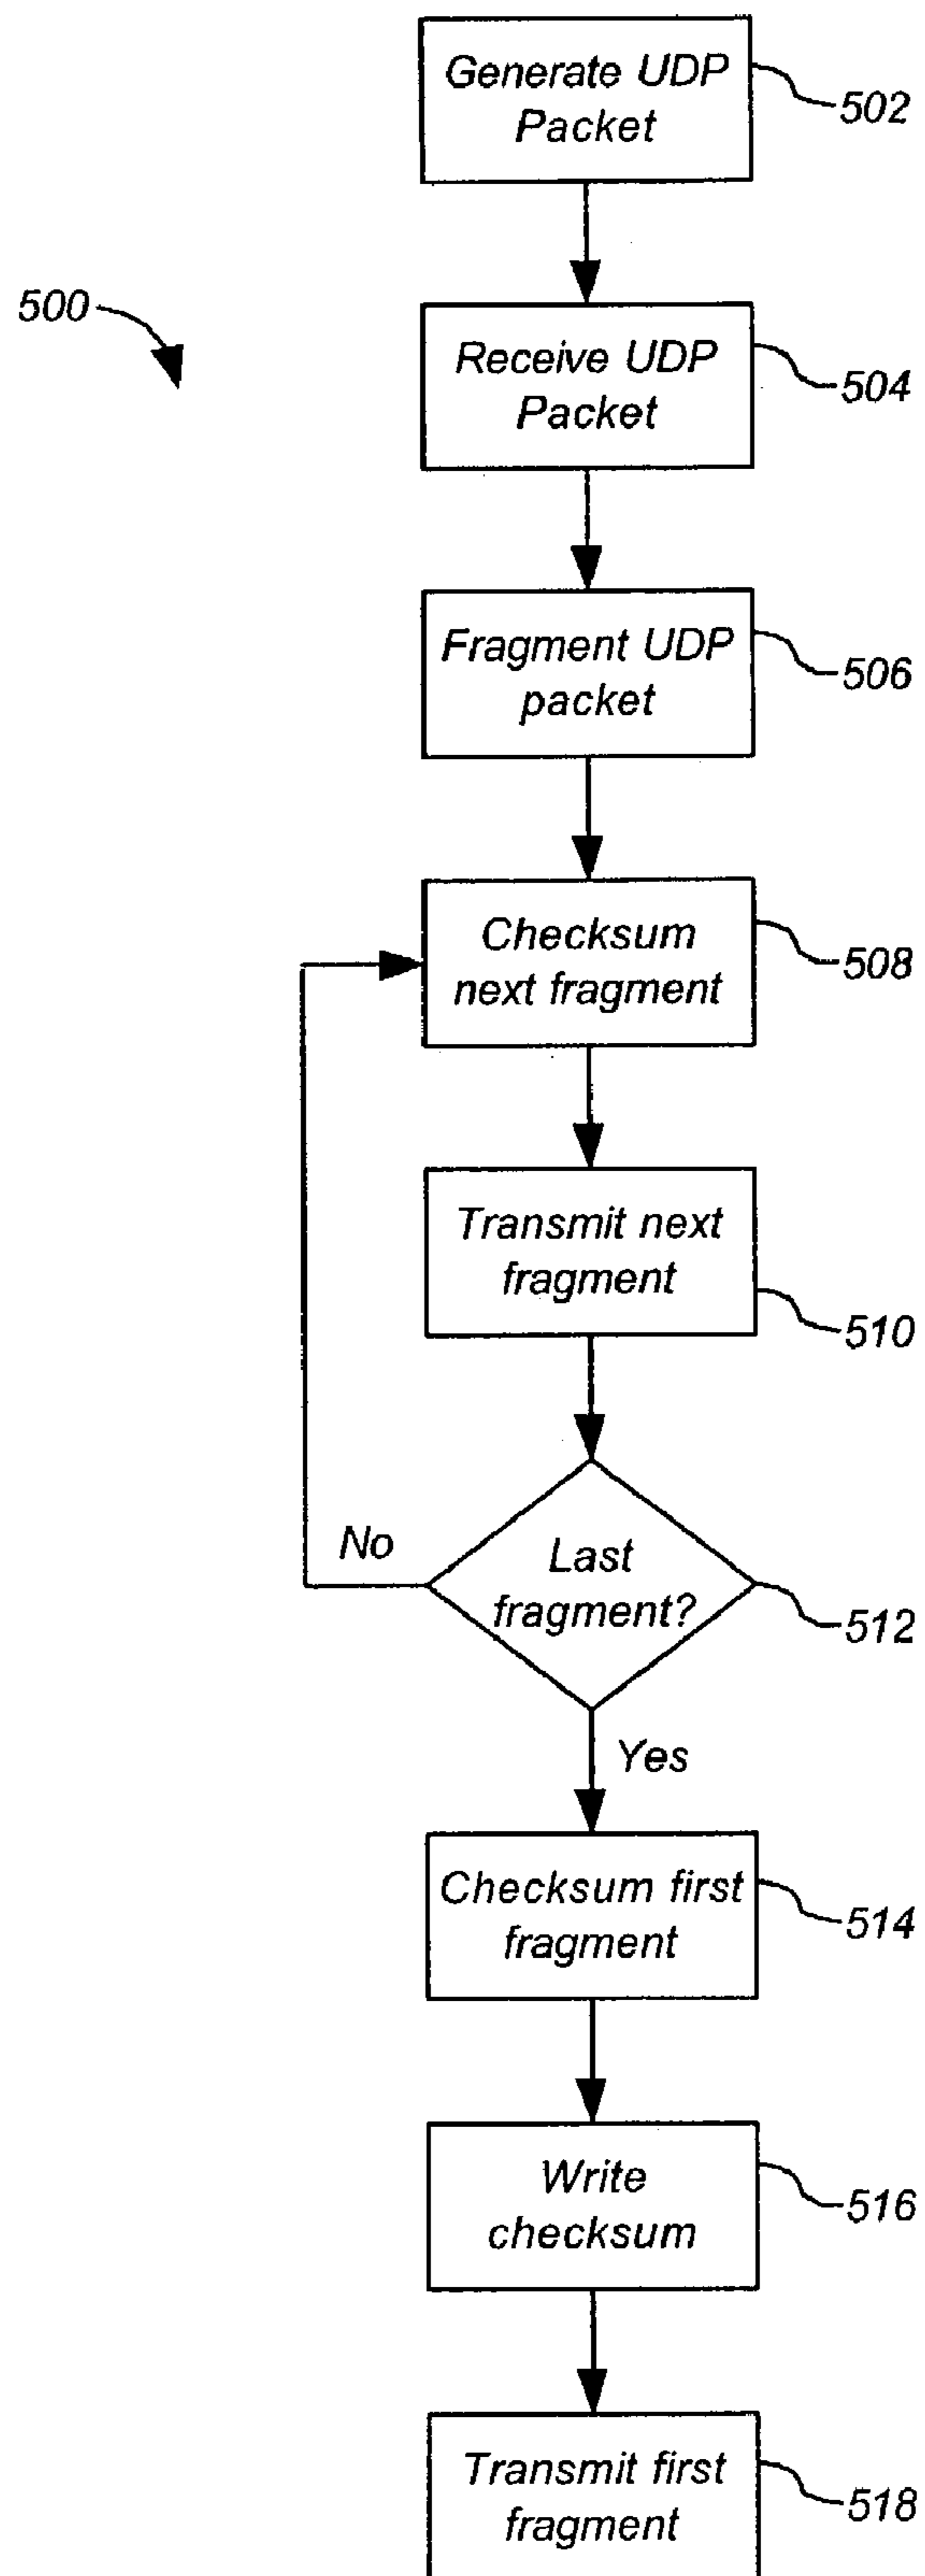 Generate UDP
Packet
502
500
Receive UDP
Packet
504
Fragment UDP
packet
506
Checksum
next fragment
508
Transmit next
fragment
510
No
Last
fragment?
512
Yes
Checksum first
fragment
514
Write
checksum
516
Transmit first
fragment
518